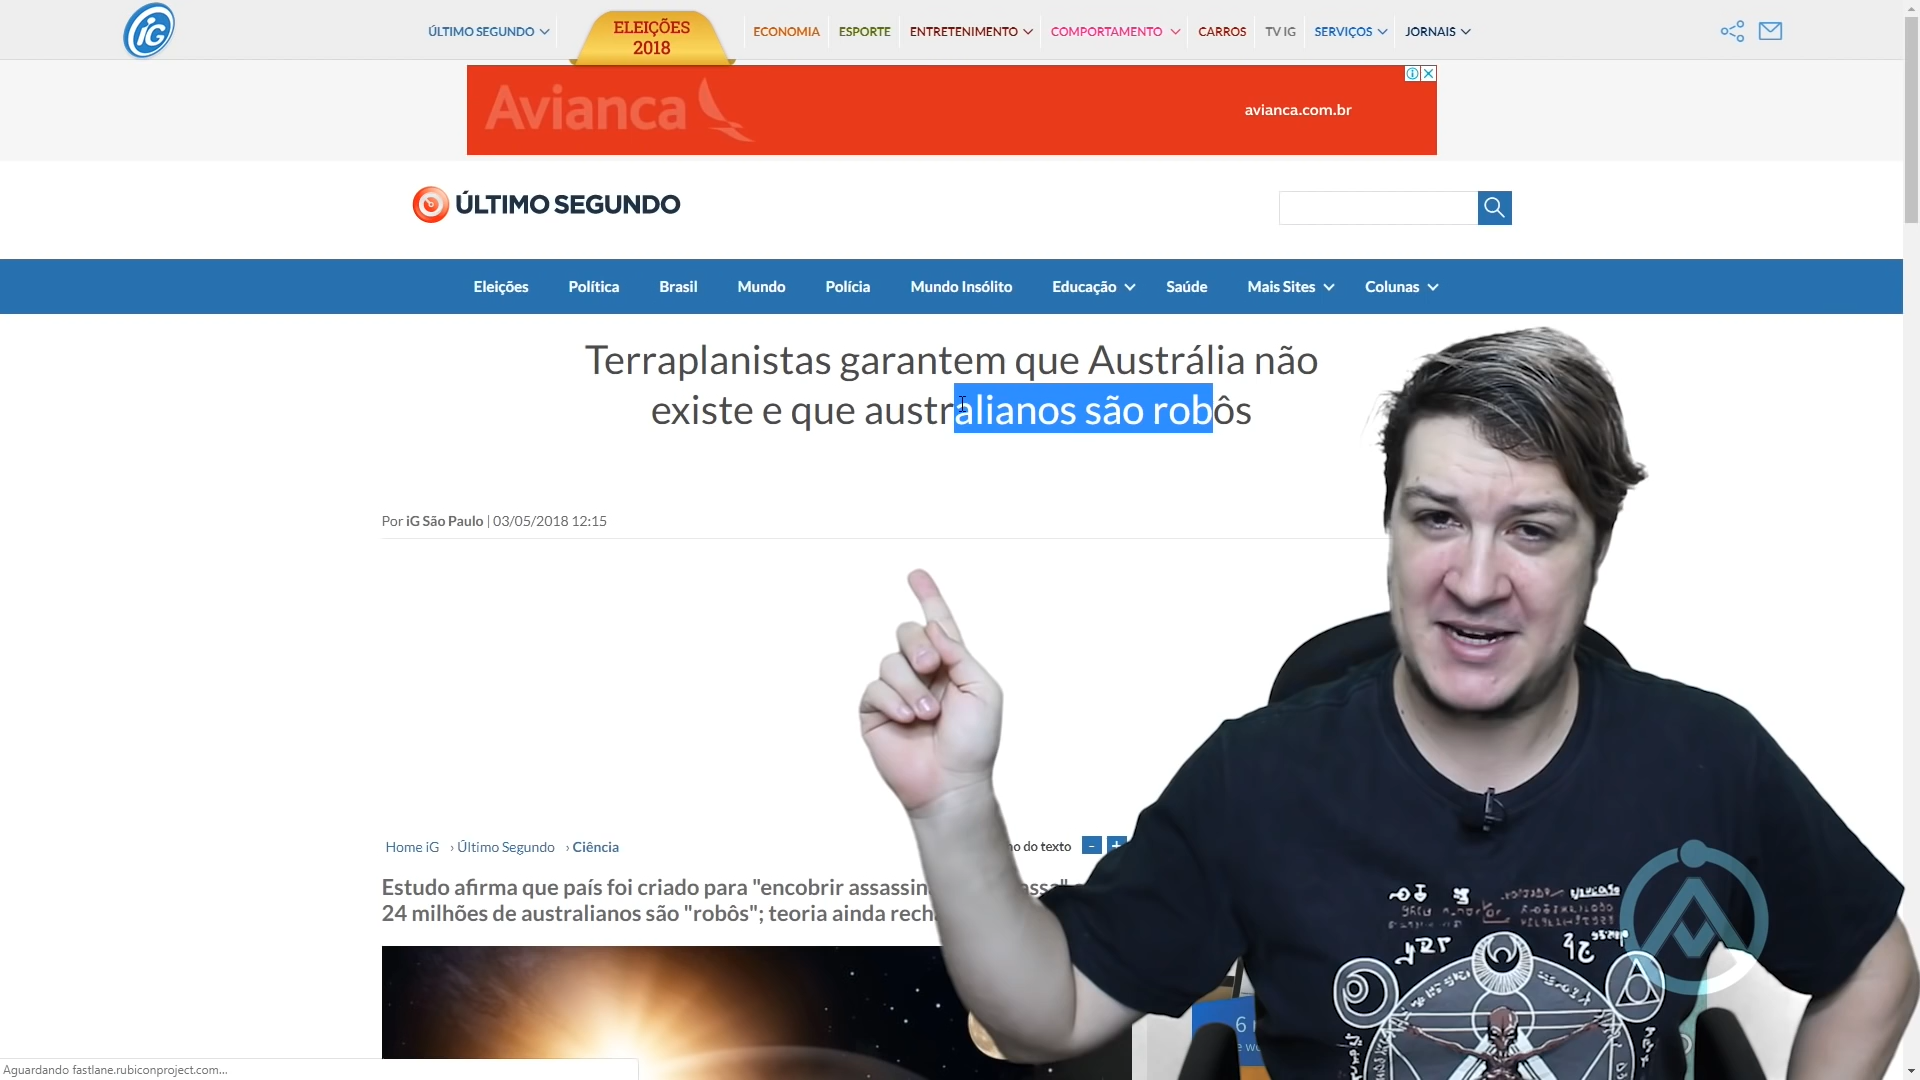 iG
ÚLTIMO SEGUNDO
ELEIÇÕES
2018
ECONOMIA
ESPORTE
ENTRETENIMENTO
COMPORTAMENTO
CARROS
TV IG
SERVIÇOS
JORNAIS
Avianca
avianca.com.br
ÚLTIMO SEGUNDO
Eleições
Política
Brasil
Mundo
Polícia
Mundo Insólito
Educação
Saúde
Mais Sites
Colunas
Terraplanistas garantem que Austrália não
existe e que australianos são robôs
Por iG São Paulo | 03/05/2018 12:15
Home iG › Último Segundo › Ciência
do texto - +
Estudo afirma que país foi criado para "encobrir
24 milhões de australianos são "robôs"; teoria ainda
6
Aguardando fastlane.rubiconproject.com...